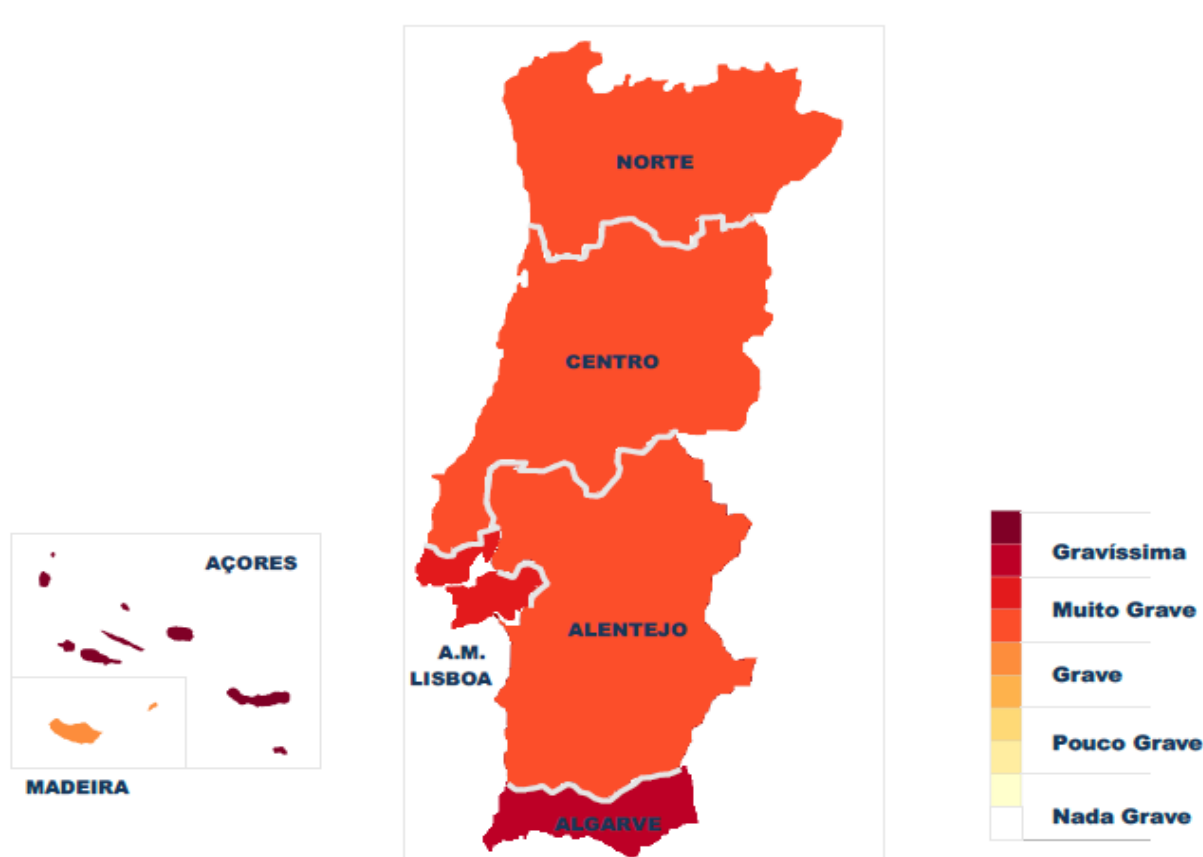 NORTE
CENTRO
AÇORES
ALENTEJO
A.M.
LISBOA
MADEIRA
ALGARVE
Gravíssima
Muito Grave
Grave
Pouco Grave
Nada Grave